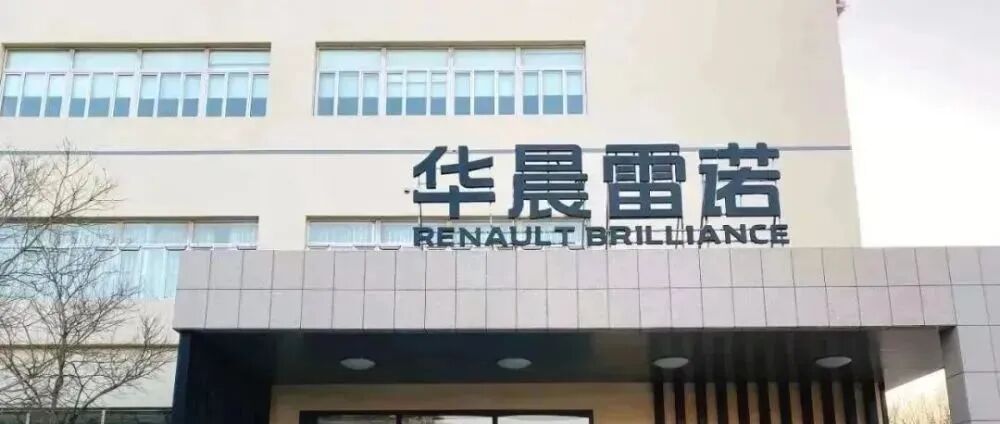 华晨雷诺
RENAULT BRILLIANCE